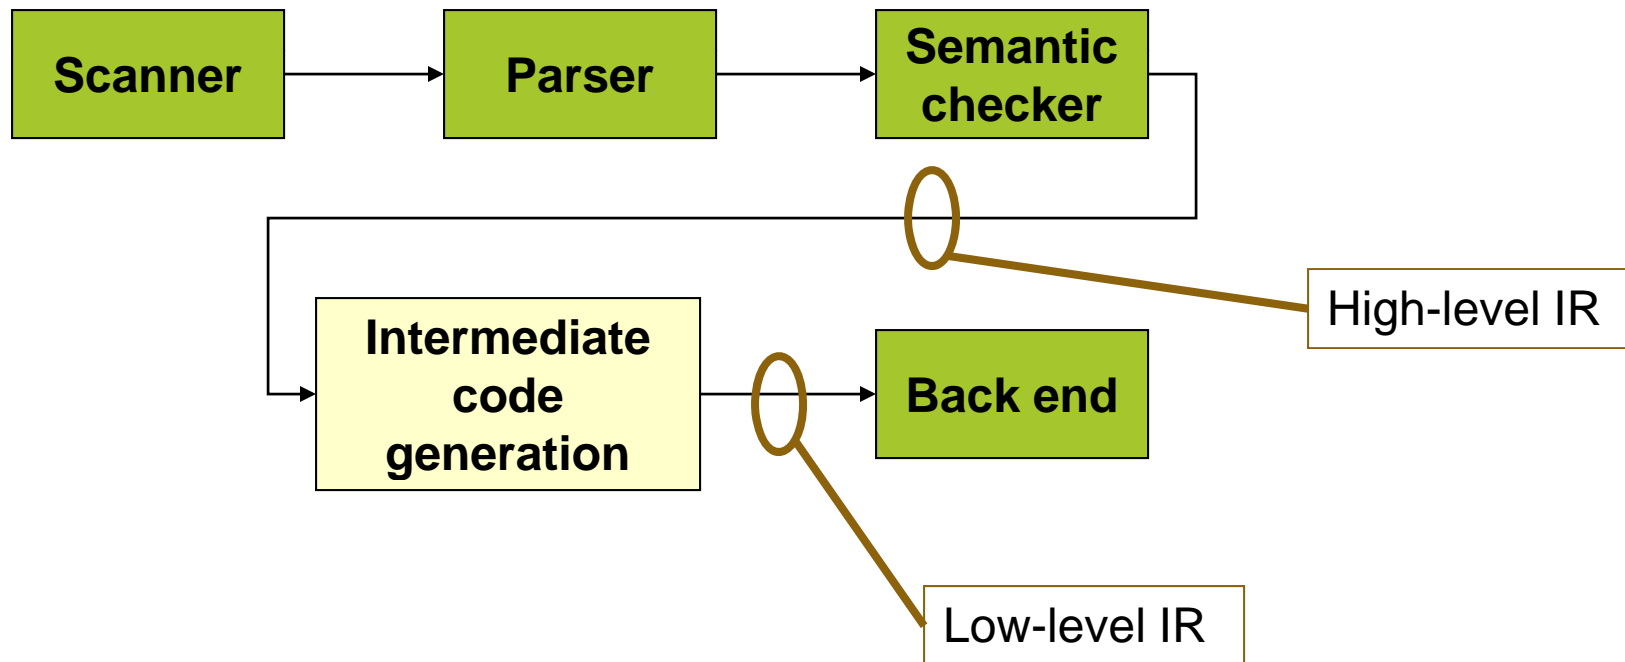 Scanner
Parser
Semantic
checker
High-level IR
Intermediate
code
generation
Back end
Low-level IR